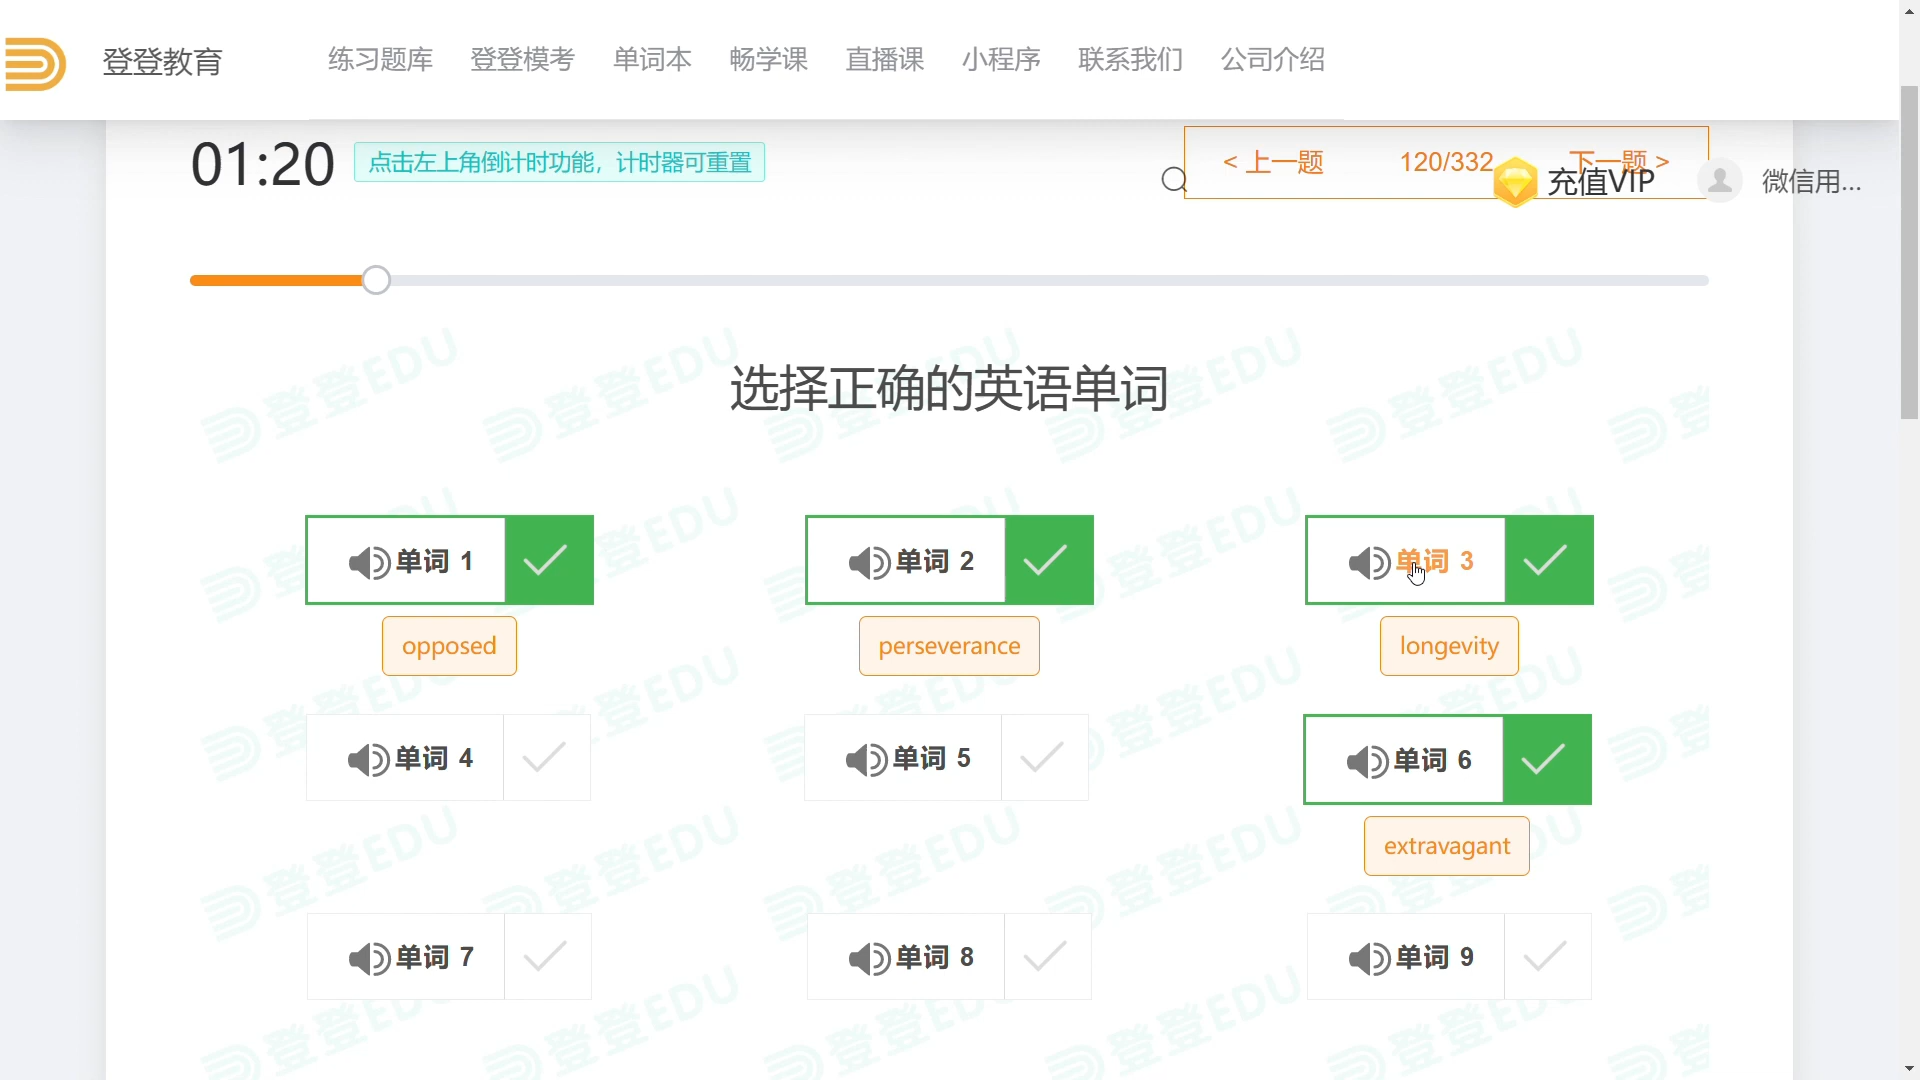 登登教育
练习题库 登登模考 单词本 畅学课 直播课 小程序 联系我们 公司介绍
01:20
点击左上角倒计时功能，计时器可重置
< 上一题 120/332 下一题 >
充值VIP
微信用...
选择正确的英语单词
单词 1
单词 2
单词 3
opposed
perseverance
longevity
单词 4
单词 5
单词 6
extravagant
单词 7
单词 8
单词 9
登登EDU